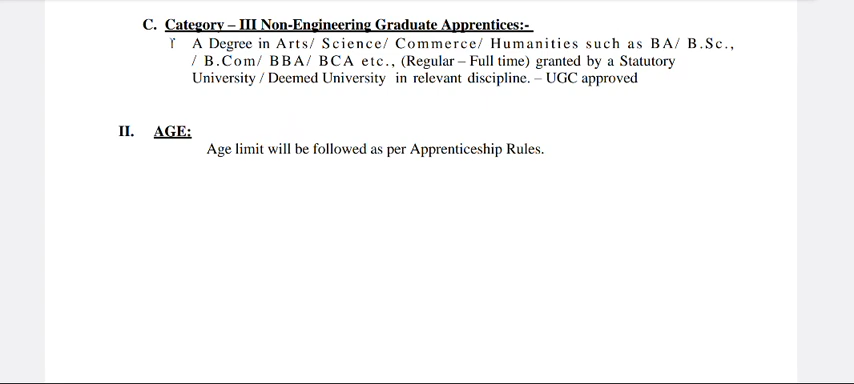 C. Category – III Non-Engineering Graduate Apprentices:-
ϒ A Degree in Arts/ Science/ Commerce/ Humanities such as BA/ B.Sc.,
/ B.Com/ BBA/ BCA etc., (Regular – Full time) granted by a Statutory
University / Deemed University in relevant discipline. – UGC approved
II. AGE:
Age limit will be followed as per Apprenticeship Rules.